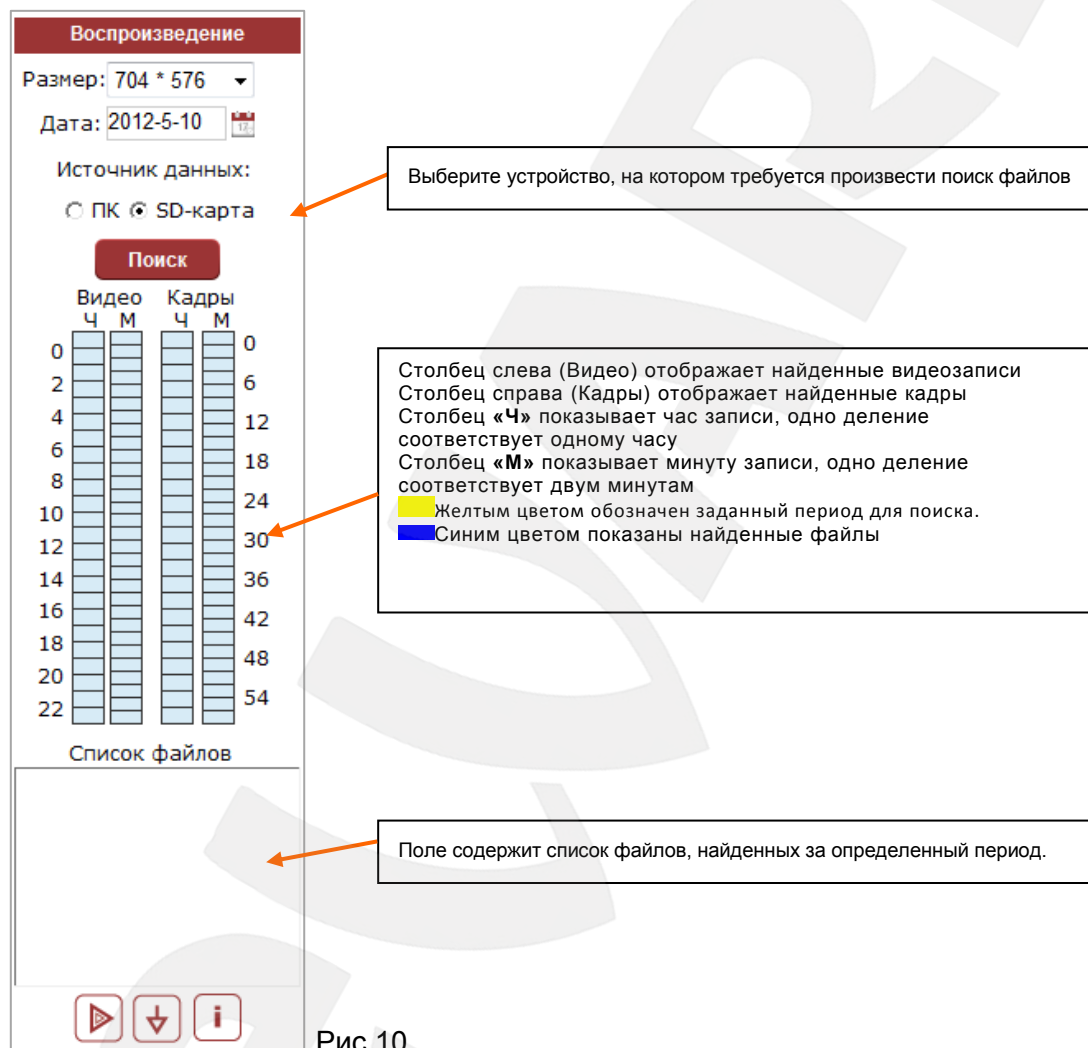 Воспроизведение
Размер: 704 * 576
Дата: 2012-5-10
Источник данных:
ПК SD-карта
Поиск
Видео Кадры
Ч М Ч М
0 0
2 6
4 12
6 18
8 24
10 30
12 36
14 42
16 48
18 54
20
22
Список файлов
i
Выберите устройство, на котором требуется произвести поиск файлов
Столбец слева (Видео) отображает найденные видеозаписи
Столбец справа (Кадры) отображает найденные кадры
Столбец «Ч» показывает час записи, одно деление
соответствует одному часу
Столбец «М» показывает минуту записи, одно деление
соответствует двум минутам
Желтым цветом обозначен заданный период для поиска.
Синим цветом показаны найденные файлы
Поле содержит список файлов, найденных за определенный период.
Рис 10